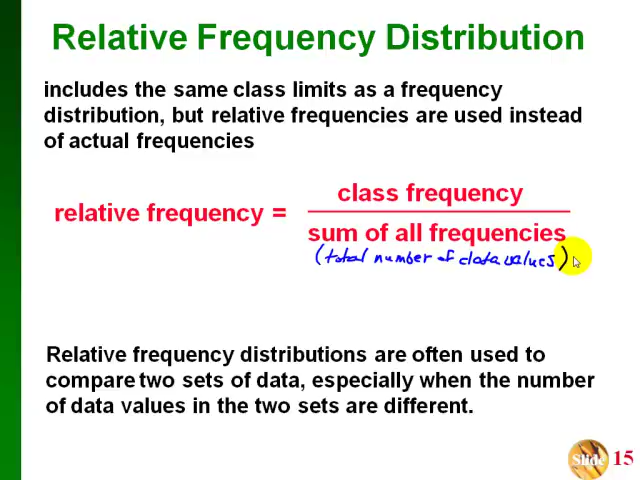 Relative Frequency Distribution
includes the same class limits as a frequency
distribution, but relative frequencies are used instead
of actual frequencies
relative frequency =
class frequency
sum of all frequencies
(total number of data values)
Relative frequency distributions are often used to
compare two sets of data, especially when the number
of data values in the two sets are different.
Slide 15